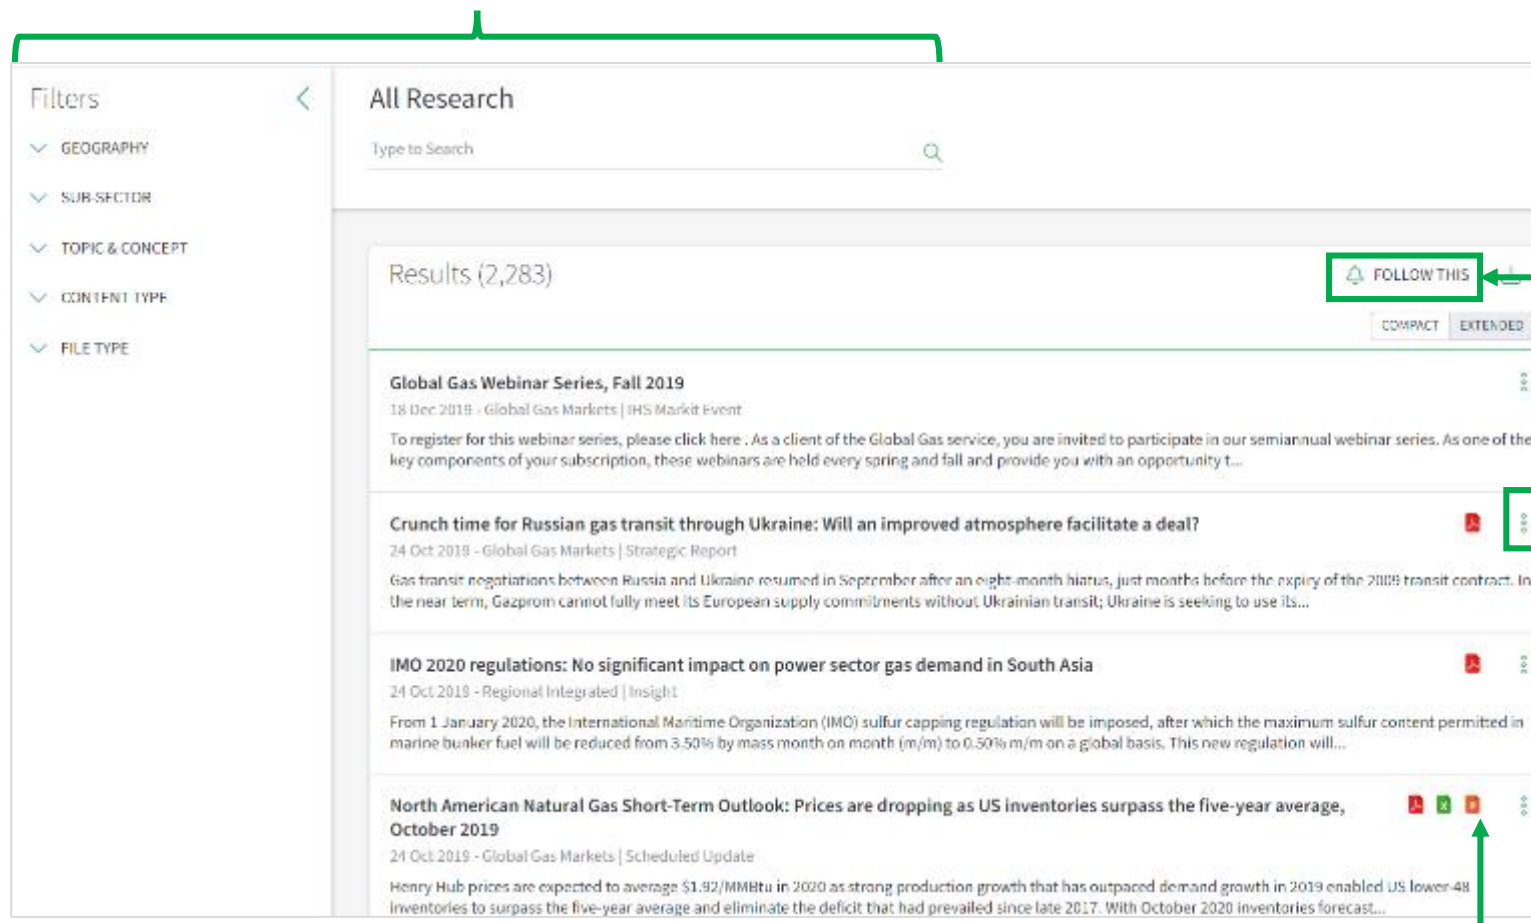 Filters
GEOGRAPHY
SUB-SECTOR
TOPIC & CONCEPT
CONTENT TYPE
FILE TYPE
All Research
Type to Search
Results (2,283)
FOLLOW THIS
COMPACT EXTENDED
Global Gas Webinar Series, Fall 2019
18 Dec 2019 - Global Gas Markets | IHS Markit Event
To register for this webinar series, please click here . As a client of the Global Gas service, you are invited to participate in our semiannual webinar series. As one of the
key components of your subscription, these webinars are held every spring and fall and provide you with an opportunity t...
Crunch time for Russian gas transit through Ukraine: Will an improved atmosphere facilitate a deal?
24 Oct 2019 - Global Gas Markets | Strategic Report
Gas transit negotiations between Russia and Ukraine resumed in September after an eight-month hiatus, just months before the expiry of the 2009 transit contract. In
the near term, Gazprom cannot fully meet its European supply commitments without Ukrainian transit; Ukraine is seeking to use its...
IMO 2020 regulations: No significant impact on power sector gas demand in South Asia
24 Oct 2019 - Regional Integrated | Insight
From 1 January 2020, the International Maritime Organization (IMO) sulfur capping regulation will be imposed, after which the maximum sulfur content permitted in
marine bunker fuel will be reduced from 3.50% by mass month on month (m/m) to 0.50% m/m on a global basis. This new regulation will...
North American Natural Gas Short-Term Outlook: Prices are dropping as US inventories surpass the five-year average,
October 2019
24 Oct 2019 - Global Gas Markets | Scheduled Update
Henry Hub prices are expected to average $1.92/MMBtu in 2020 as strong production growth that has outpaced demand growth in 2019 enabled US lower-48
inventories to surpass the five-year average and eliminate the deficit that had prevailed since late 2017. With October 2020 inventories forecast...